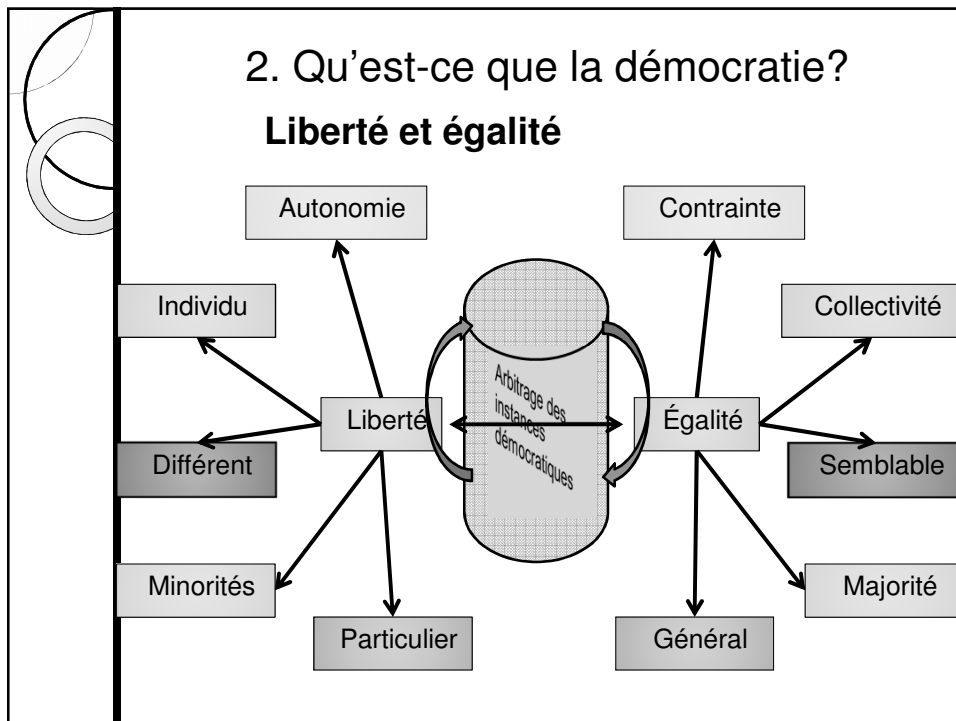 2. Qu'est-ce que la démocratie?
Liberté et égalité
Autonomie
Contrainte
Individu
Collectivité
Arbitrage des
instances
démocratiques
Liberté
Égalité
Différent
Semblable
Minorités
Majorité
Particulier
Général